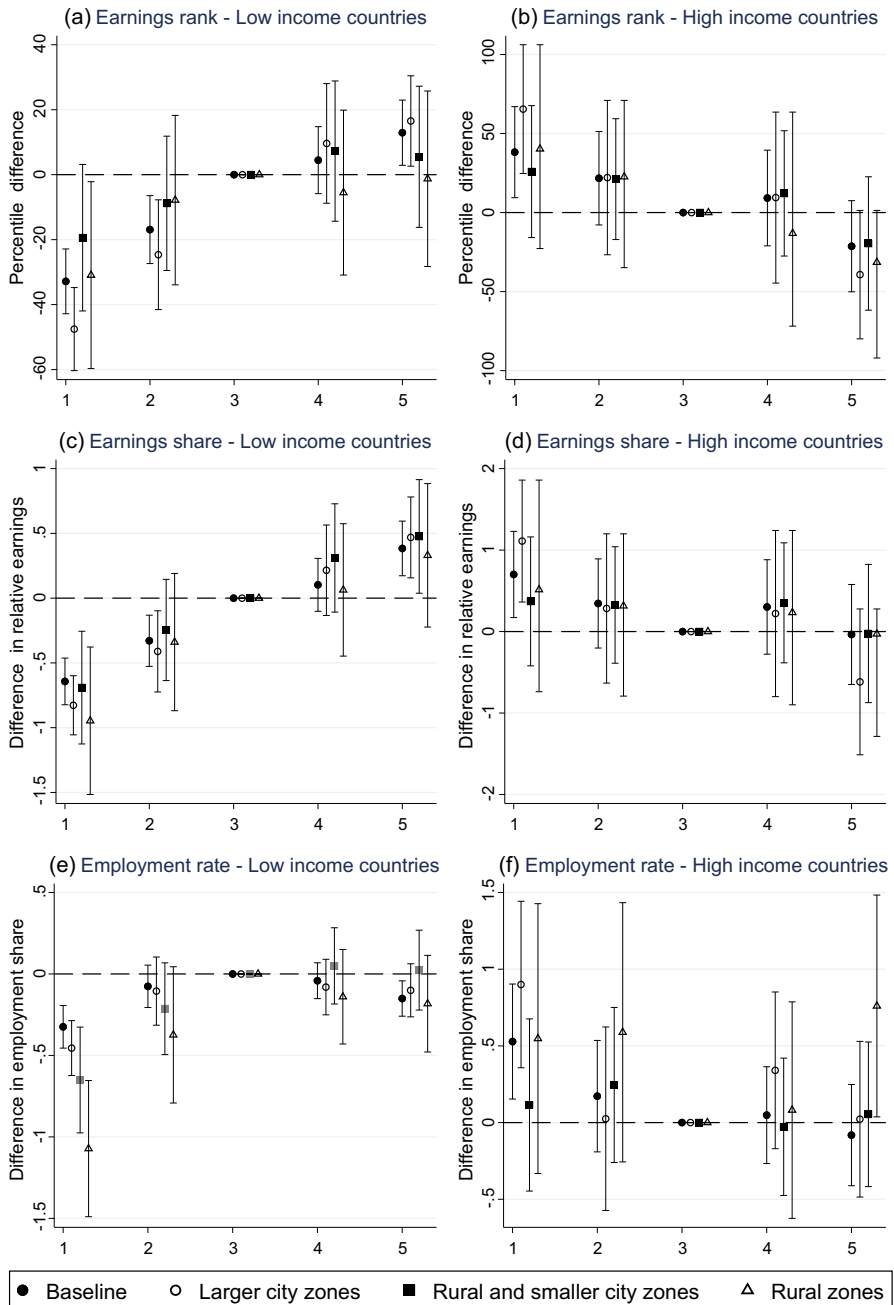 (a) Earnings rank - Low income countries
Percentile difference
40
20
0
-20
-40
-60
1 2 3 4 5
(b) Earnings rank - High income countries
Percentile difference
100
50
0
-50
-100
1 2 3 4 5
(c) Earnings share - Low income countries
Difference in relative earnings
1
.5
0
-.5
-1
-1.5
1 2 3 4 5
(d) Earnings share - High income countries
Difference in relative earnings
2
1
0
-1
-2
1 2 3 4 5
(e) Employment rate - Low income countries
Difference in employment share
.5
0
-.5
-1
-1.5
1 2 3 4 5
(f) Employment rate - High income countries
Difference in employment share
1.5
1
0.5
0
-.5
1 2 3 4 5
Baseline Larger city zones Rural and smaller city zones Rural zones